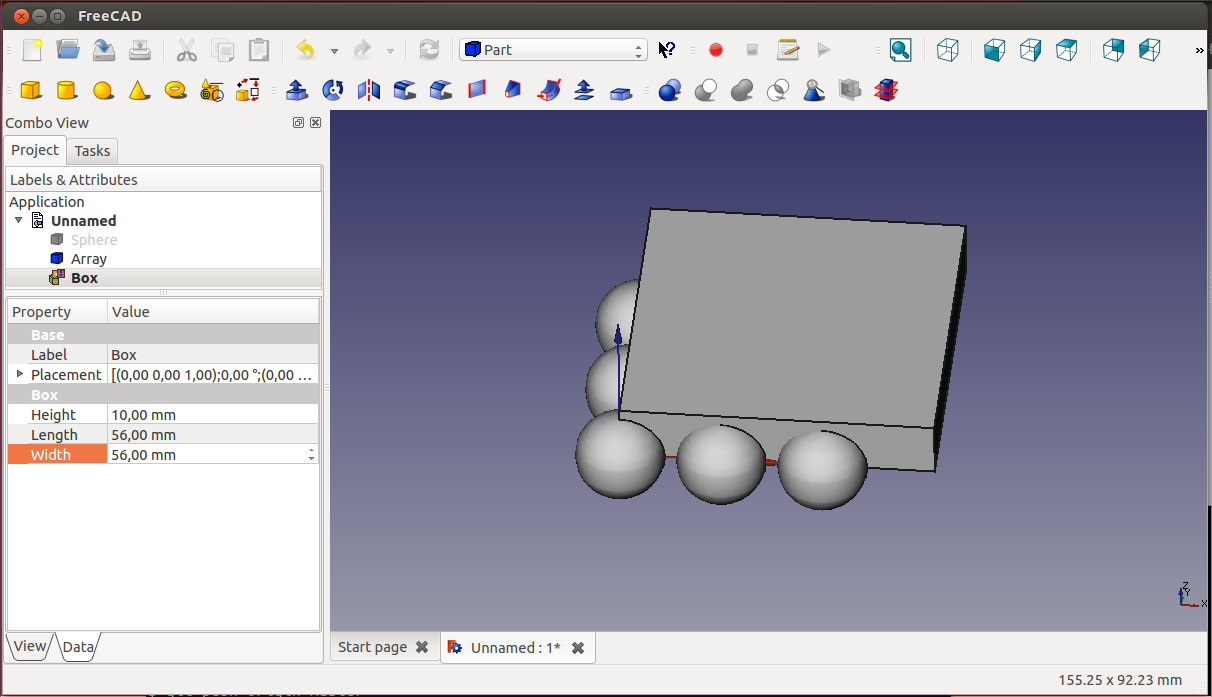 FreeCAD
Part
Combo View
Project
Tasks
Labels & Attributes
Application
Unnamed
Sphere
Array
Box
Property Value
Base
Label Box
Placement [(0,00 0,00 1,00);0,00 °;(0,00 ...
Box
Height 10,00 mm
Length 56,00 mm
Width 56,00 mm
Z
Y
X
View
Data
Start page
Unnamed : 1*
155.25 x 92.23 mm